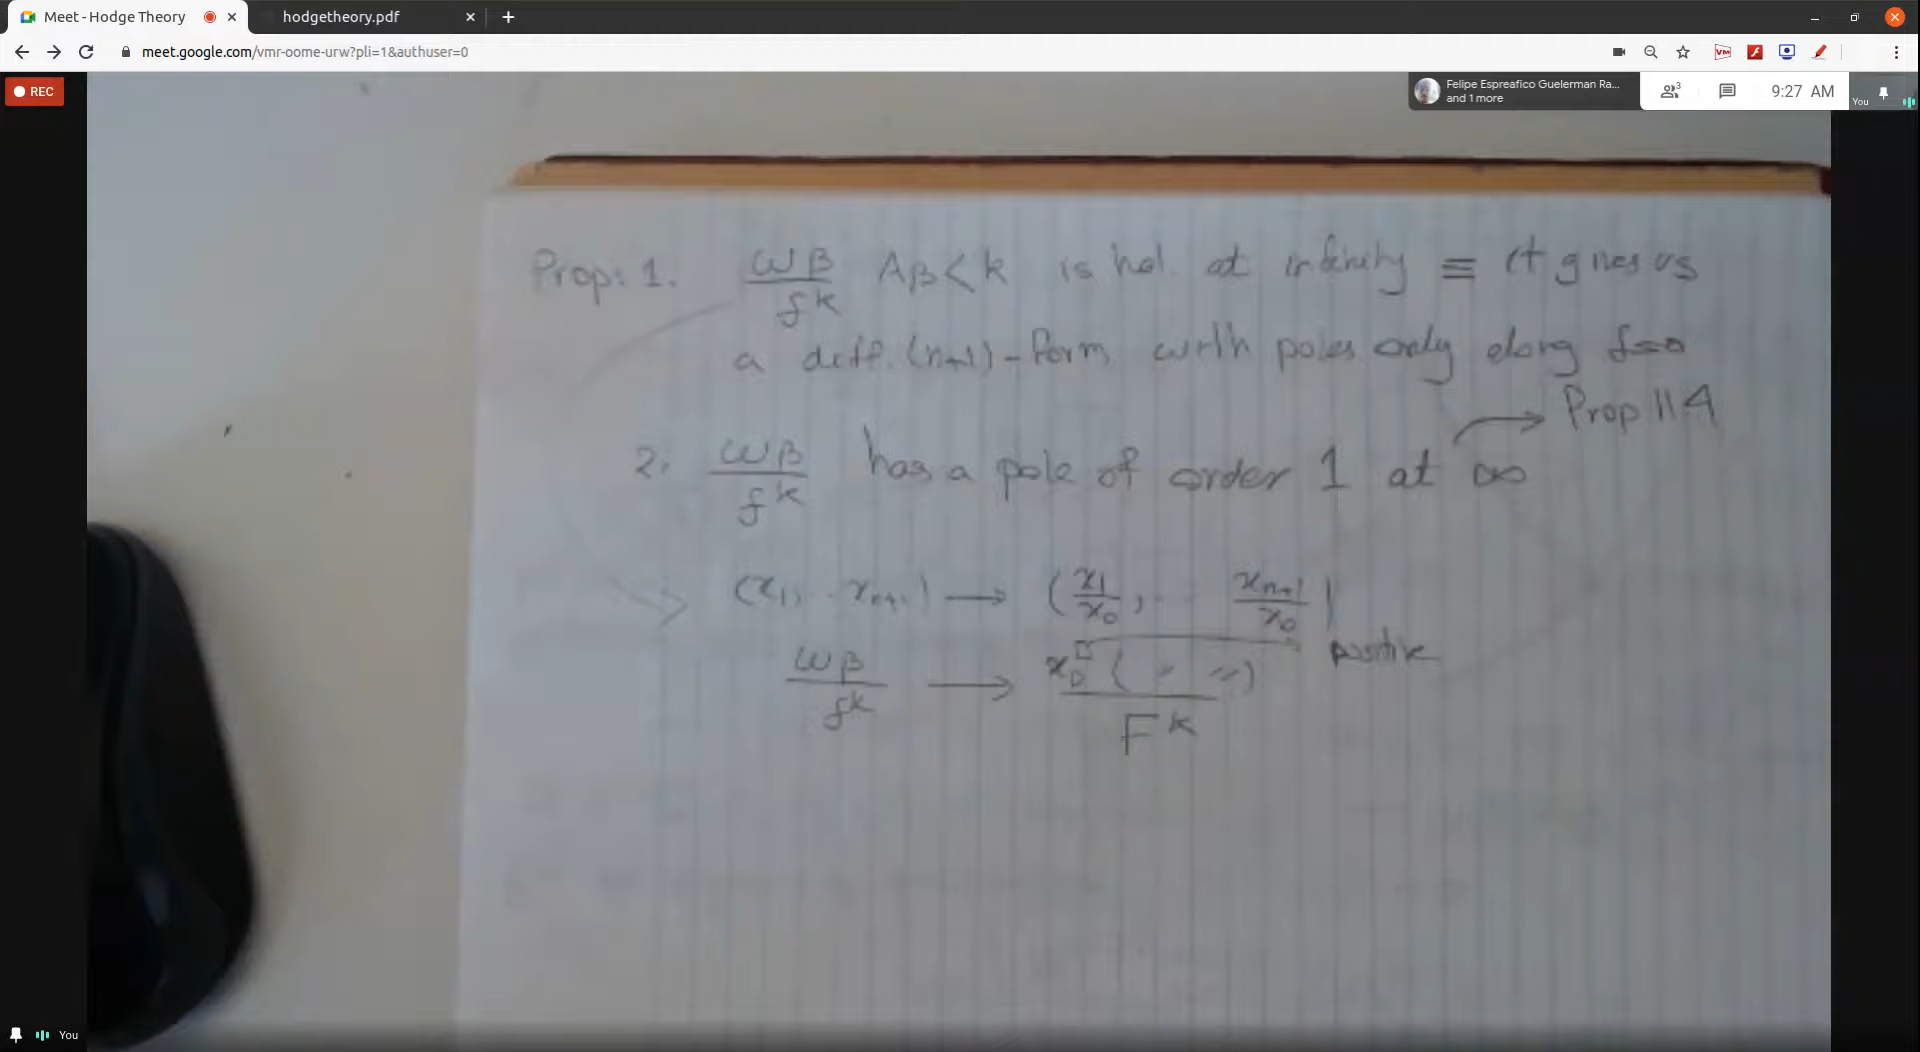 Meet - Hodge Theory
hodgetheory.pdf
meet.google.com/vmr-oome-urw?pli=1&authuser=0
REC
Felipe Espreafico Guelerman Ra...
and 1 more
3
9:27 AM
You
Prop: 1. ωβ/f^k Aβ<k is hol. at infinity ≡ it gives us
a diff. (n+1)-form with poles only along f=0
→ Prop 11.4
2. ωβ/f^k has a pole of order 1 at ∞
(x1, .. xn+1) → (x1/x0, ... xn+1/x0)
positive
ωβ/f^k → x0^□ ( " " ) / F^k
You